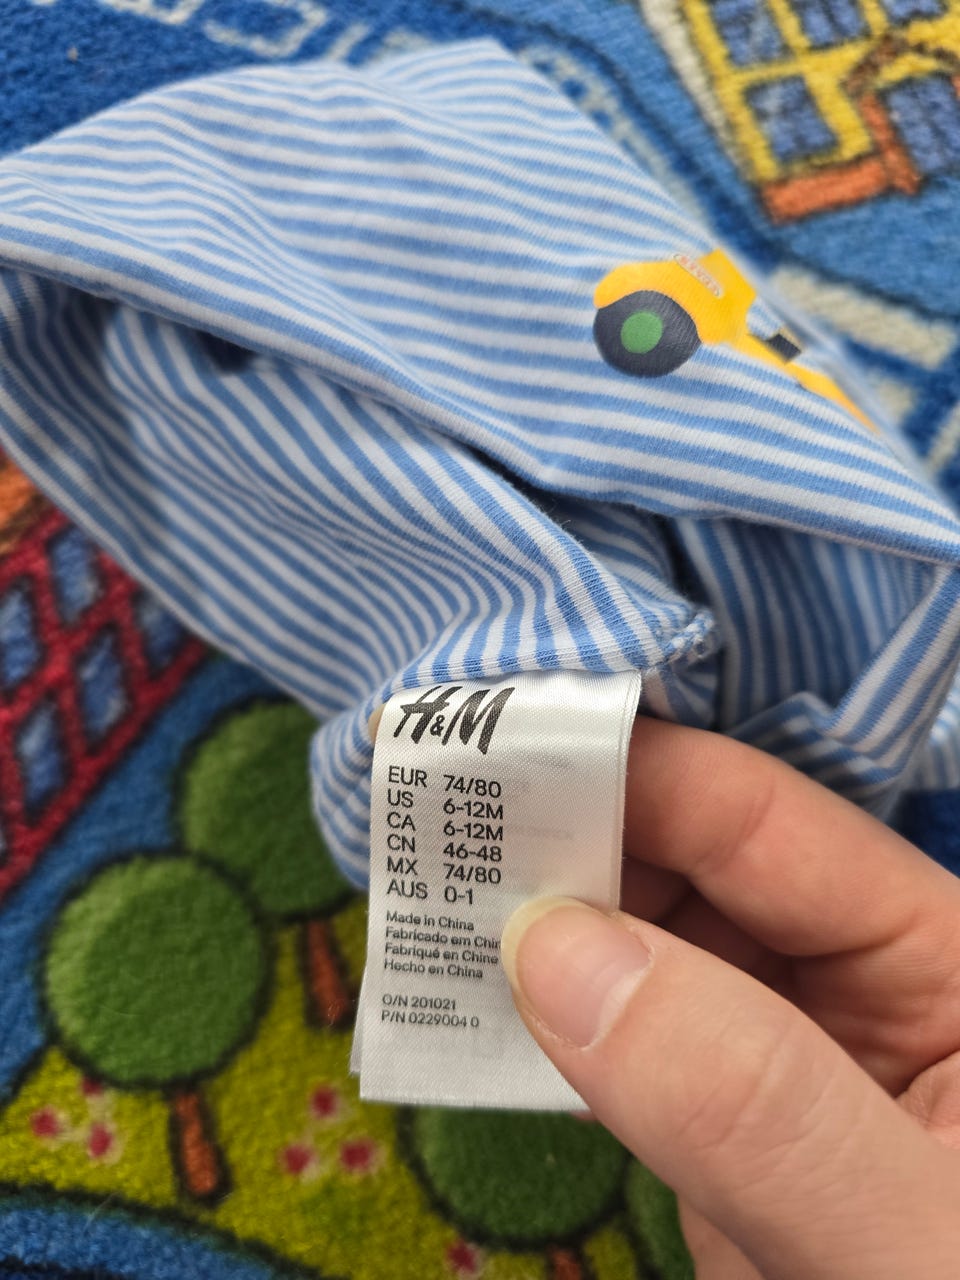 H&M
EUR 74/80
US 6-12M
CA 6-12M
CN 46-48
MX 74/80
AUS 0-1
Made in China
Fabricado em Chin
Fabriqué en Chine
Hecho en China
O/N 201021
P/N 0229004 0